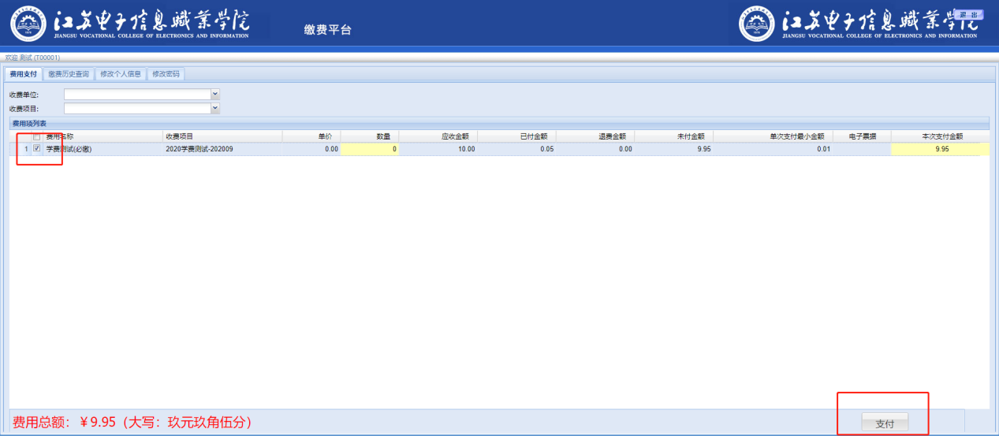 江苏电子信息職業学院 江苏电子信息職業学院
JIANGSU VOCATIONAL COLLEGE OF ELECTRONICS AND INFORMATION JIANGSU VOCATIONAL COLLEGE OF ELECTRONICS AND INFORMATION
缴费平台
退 出
欢迎 测试 (T00001)
费用支付 缴费历史查询 修改个人信息 修改密码
收费单位:
收费项目:
费用项列表
费用名称 收费项目 单价 数量 应收金额 已付金额 退费金额 未付金额 单次支付最小金额 电子票据 本次支付金额
1 学费测试(必缴) 2020学费测试-202009 0.00 0 10.00 0.05 0.00 9.95 0.01 9.95
费用总额：￥9.95（大写：玖元玖角伍分） 支付